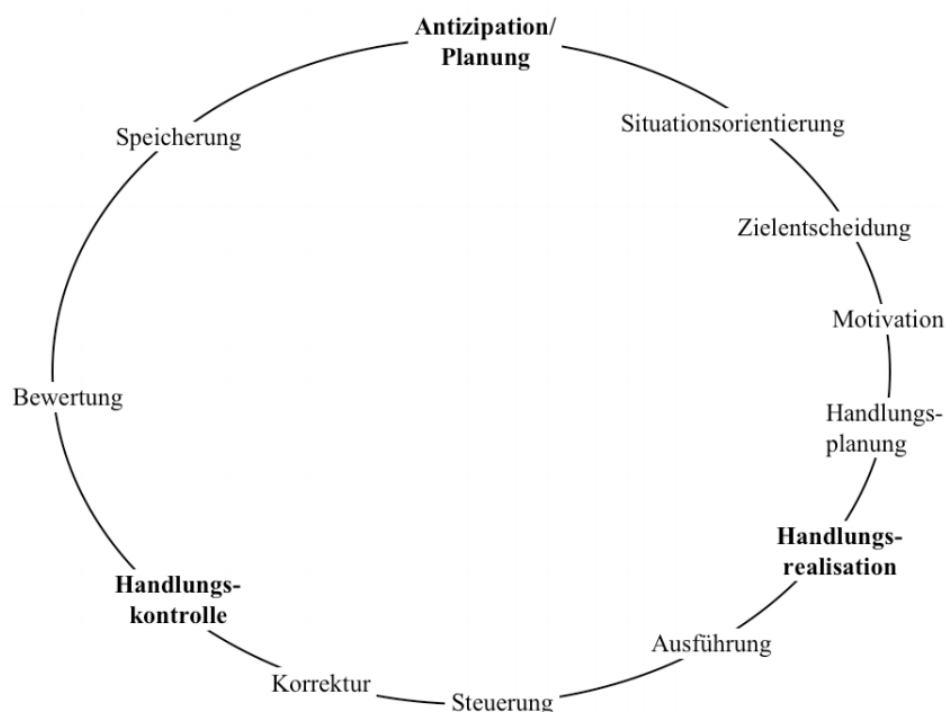 Antizipation/
Planung
Situationsorientierung
Zielentscheidung
Motivation
Handlungs-
planung
Handlungs-
realisation
Ausführung
Steuerung
Korrektur
Handlungs-
kontrolle
Bewertung
Speicherung